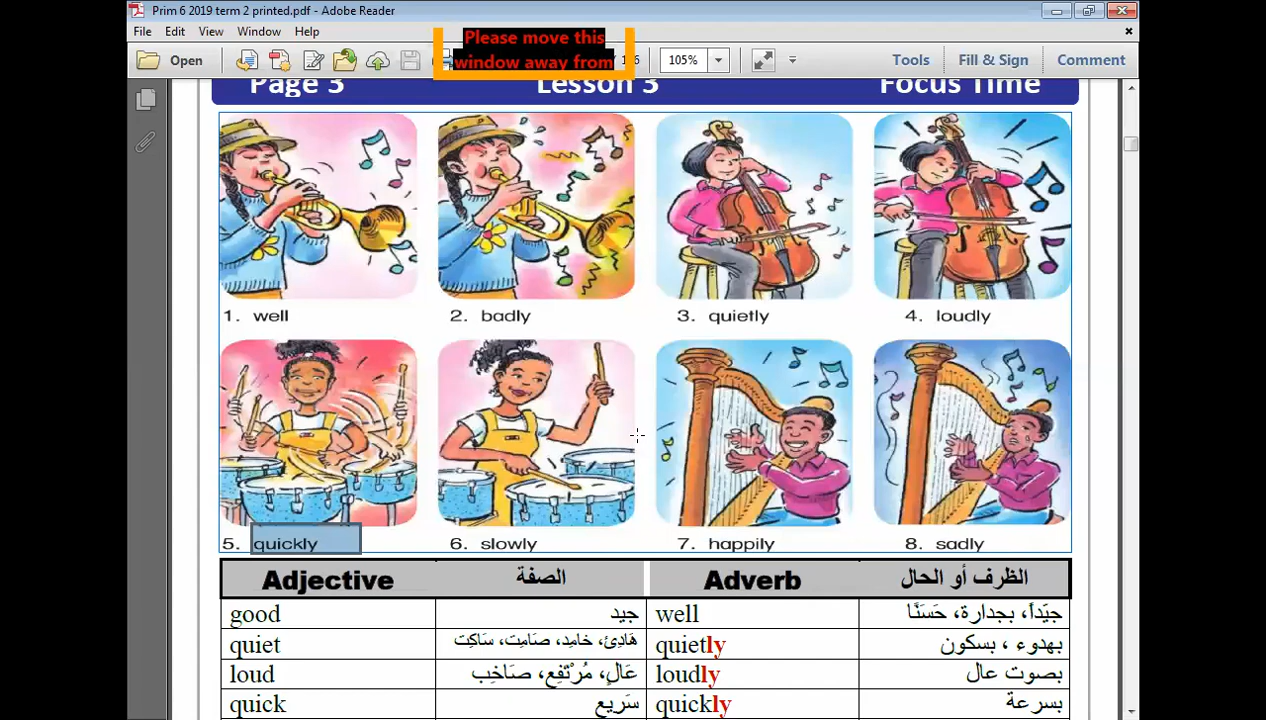 Prim 6 2019 term 2 printed.pdf - Adobe Reader
File Edit View Window Help
Please move this
window away from
Open 105% Tools Fill & Sign Comment
Page 3 Lesson 3 Focus Time
1. well 2. badly 3. quietly 4. loudly
5. quickly 6. slowly 7. happily 8. sadly
Adjective الصفة Adverb الظرف أو الحال
good جيد well جيّداً، بجدارة، حَسَنًا
quiet هَادِئ، خامِد، صَامِت، سَاكِت quietly بهدوء ، بسكون
loud عَالٍ، مُرْتَفِع، صَاخِب loudly بصوت عال
quick سَريع quickly بسرعة